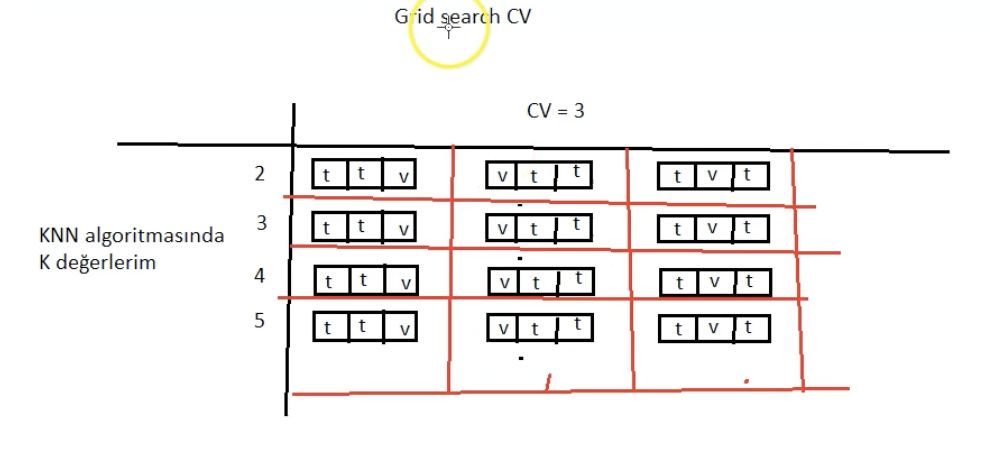 Grid search CV
CV = 3
KNN algoritmasında
K değerlerim
2 t t v v t t t v t
3 t t v v t t t v t
4 t t v v t t t v t
5 t t v v t t t v t